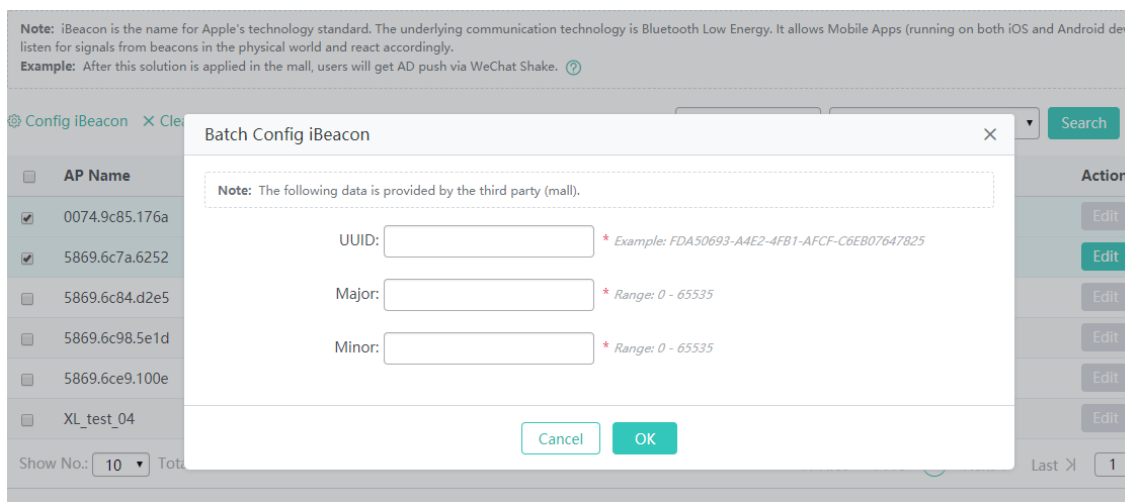 Note: iBeacon is the name for Apple's technology standard. The underlying communication technology is Bluetooth Low Energy. It allows Mobile Apps (running on both iOS and Android
listen for signals from beacons in the physical world and react accordingly.
Example: After this solution is applied in the mall, users will get AD push via WeChat Shake.
Config iBeacon
Search
Batch Config iBeacon
AP Name
Action
Note: The following data is provided by the third party (mall).
0074.9c85.176a
Edit
UUID: * Example: FDA50693-A4E2-4FB1-AFCF-C6EB07647825
5869.6c7a.6252
Edit
Major: * Range: 0 - 65535
5869.6c84.d2e5
Edit
Minor: * Range: 0 - 65535
5869.6c98.5e1d
Edit
5869.6ce9.100e
Edit
XL_test_04
Edit
Cancel OK
Show No.: 10
Last 1